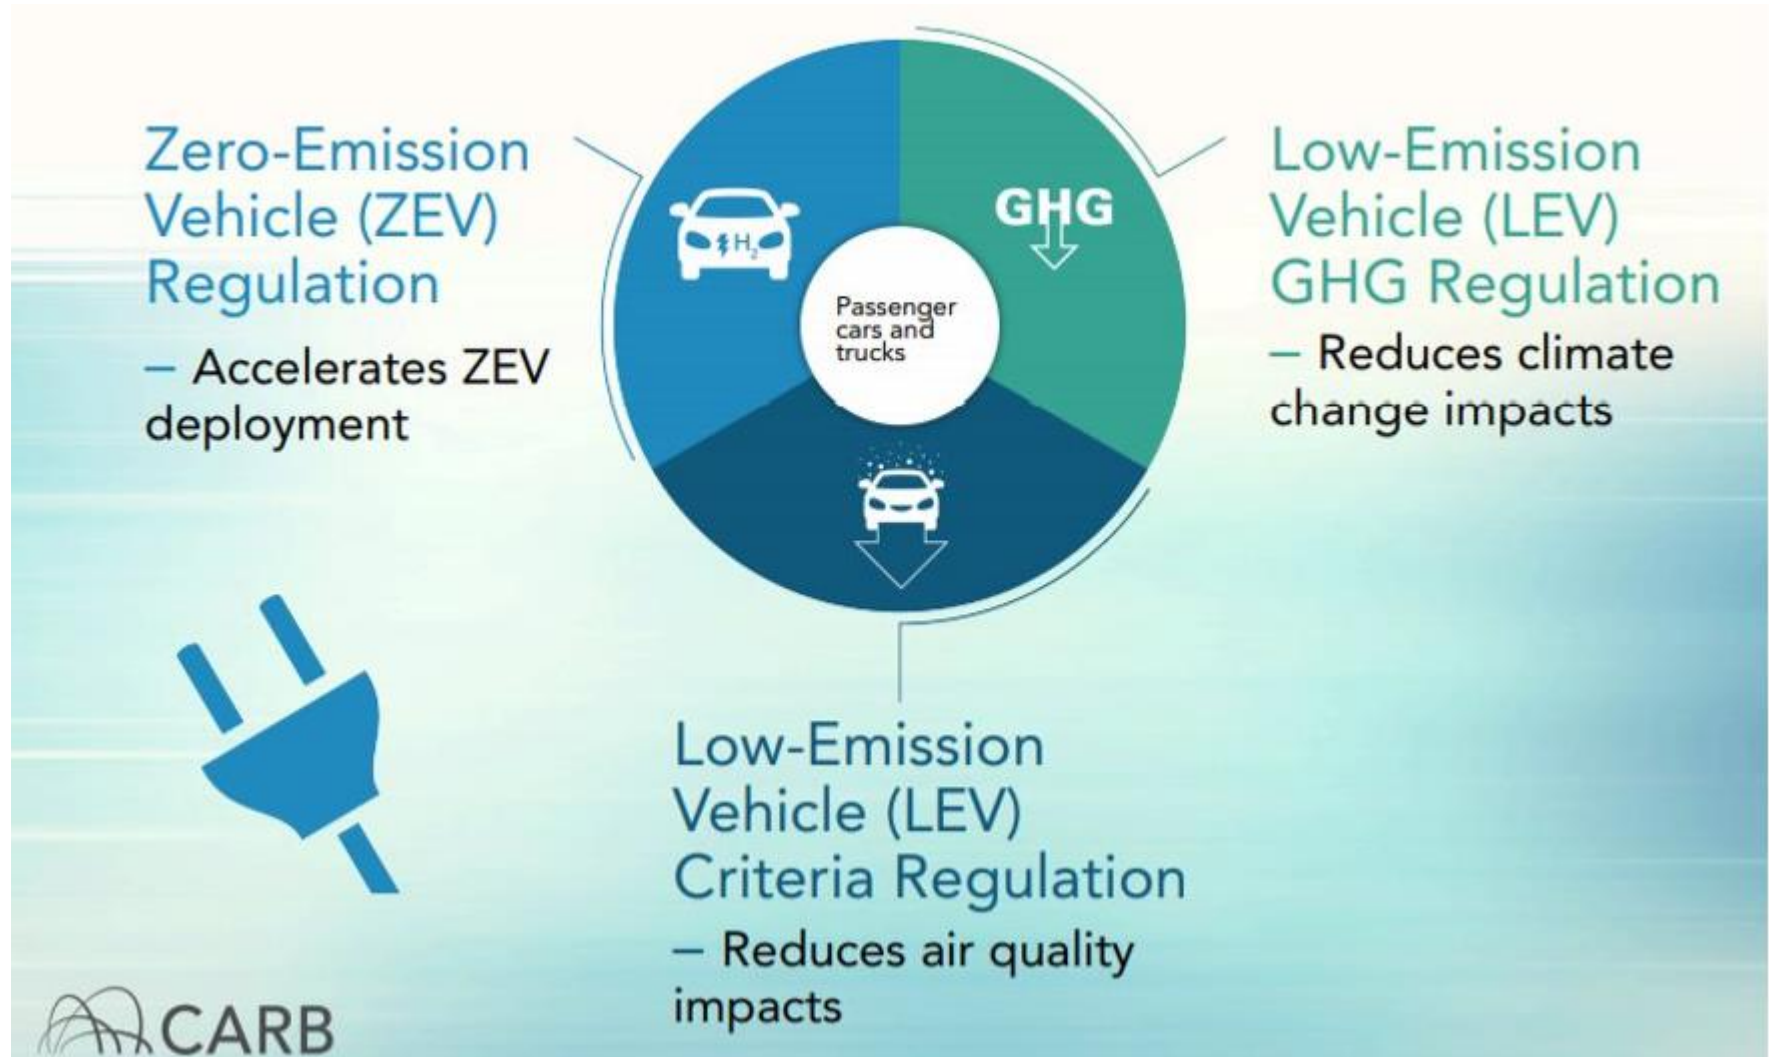 Zero-Emission
Vehicle (ZEV)
Regulation
– Accelerates ZEV
deployment
H2
GHG
Passenger
cars and
trucks
Low-Emission
Vehicle (LEV)
GHG Regulation
– Reduces climate
change impacts
Low-Emission
Vehicle (LEV)
Criteria Regulation
– Reduces air quality
impacts
CARB